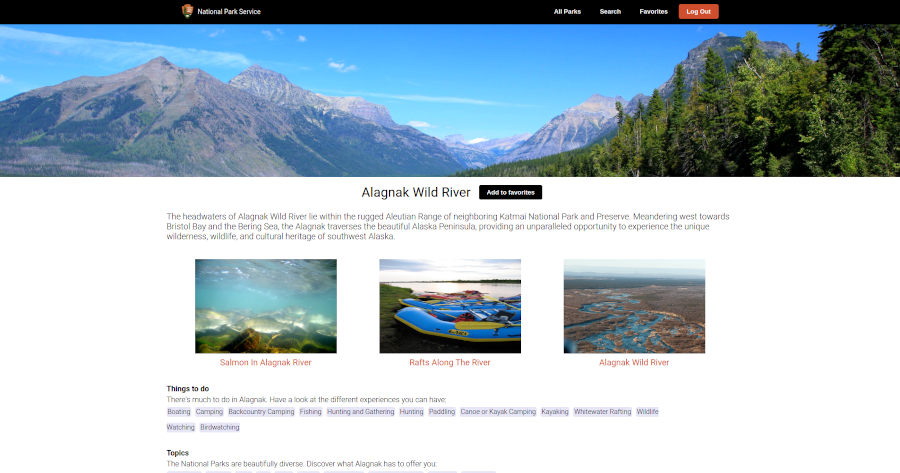 National Park Service All Parks Search Favorites Log Out
Alagnak Wild River Add to favorites
The headwaters of Alagnak Wild River lie within the rugged Aleutian Range of neighboring Katmai National Park and Preserve. Meandering west towards
Bristol Bay and the Bering Sea, the Alagnak traverses the beautiful Alaska Peninsula, providing an unparalleled opportunity to experience the unique
wilderness, wildlife, and cultural heritage of southwest Alaska.
Salmon In Alagnak River Rafts Along The River Alagnak Wild River
Things to do
There's much to do in Alagnak. Have a look at the different experiences you can have:
Boating Camping Backcountry Camping Fishing Hunting and Gathering Hunting Paddling Canoe or Kayak Camping Kayaking Whitewater Rafting Wildlife
Watching Birdwatching
Topics
The National Parks are beautifully diverse. Discover what Alagnak has to offer you: